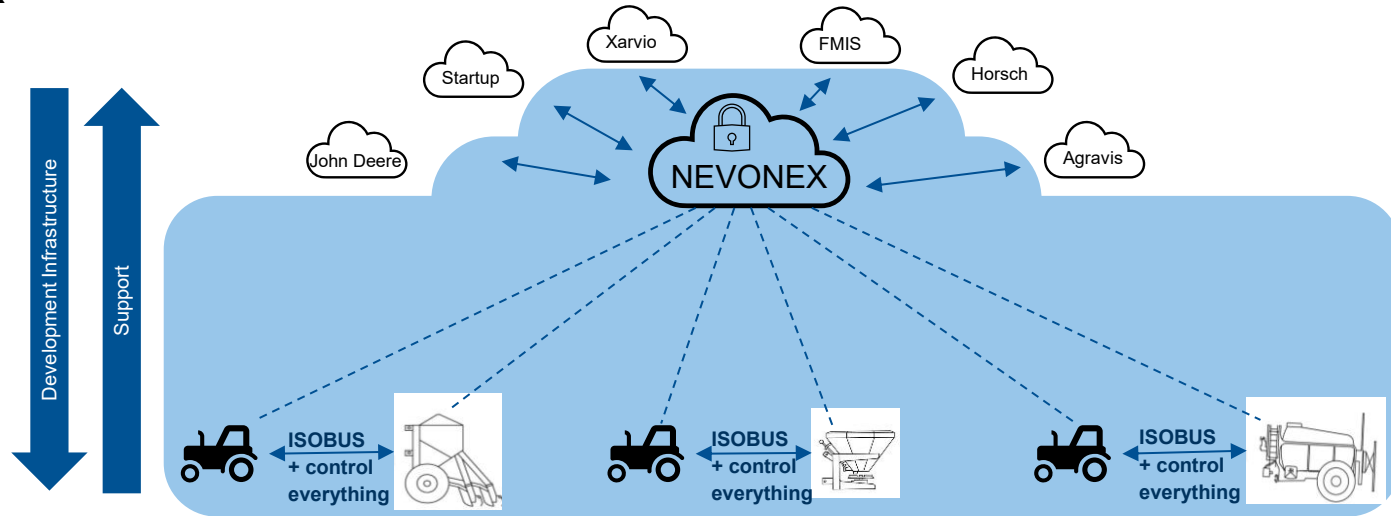 Xarvio
FMIS
Startup
Horsch
John Deere
NEVONEX
Agravis
Development Infrastructure
Support
ISOBUS
+ control
everything
ISOBUS
+ control
everything
ISOBUS
+ control
everything